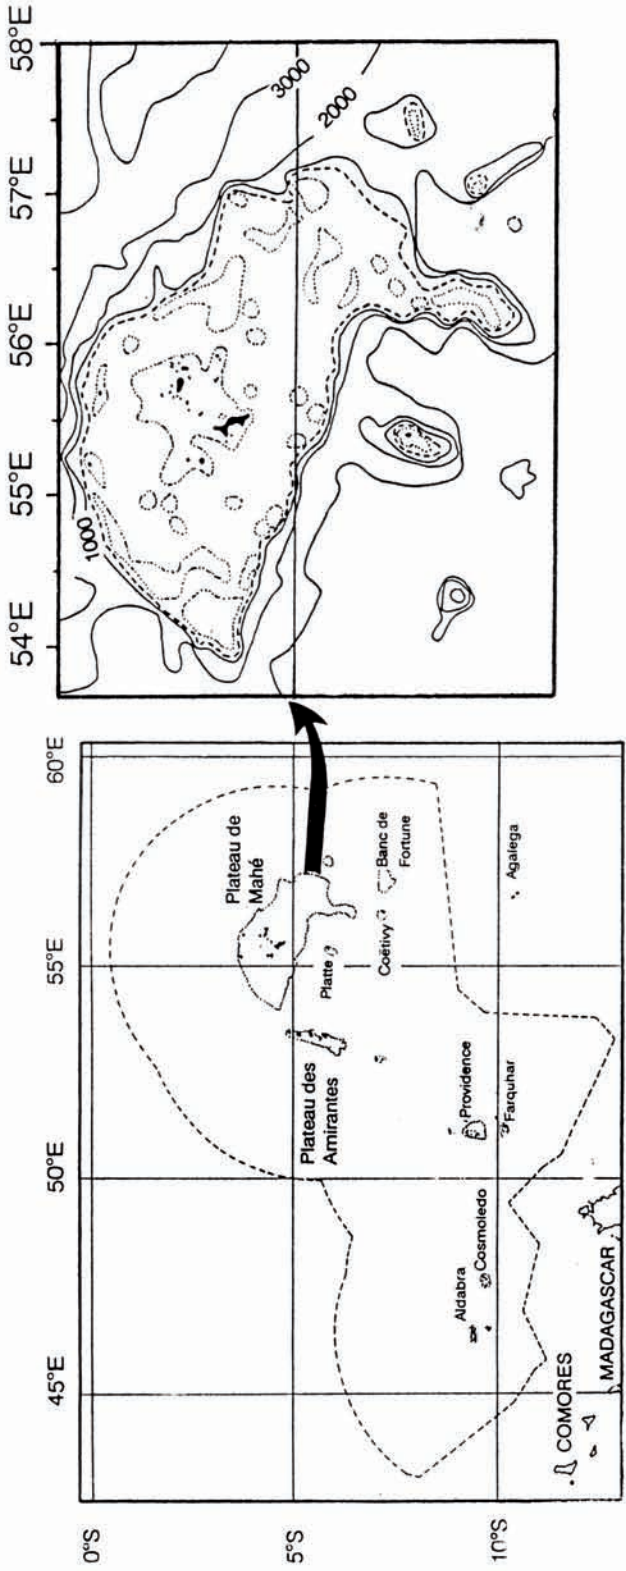 45°E
50°E
55°E
60°E
0°S
5°S
10°S
Plateau de
Mahé
Plateau des
Amirantes
Platte
Coëtivy
Banc de
Fortune
Agalega
Providence
Farquhar
Aldabra
Cosmoledo
COMORES
MADAGASCAR
54°E
55°E
56°E
57°E
58°E
1000
2000
3000